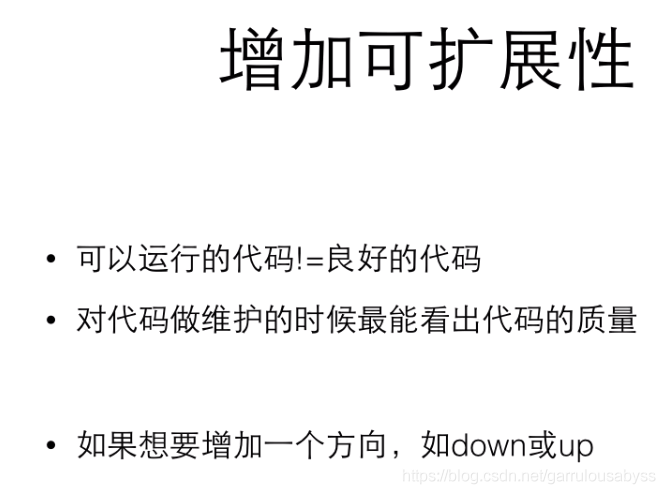 增加可扩展性
• 可以运行的代码!=良好的代码
• 对代码做维护的时候最能看出代码的质量
• 如果想要增加一个方向，如down或up
https://blog.csdn.net/garrulousabyss